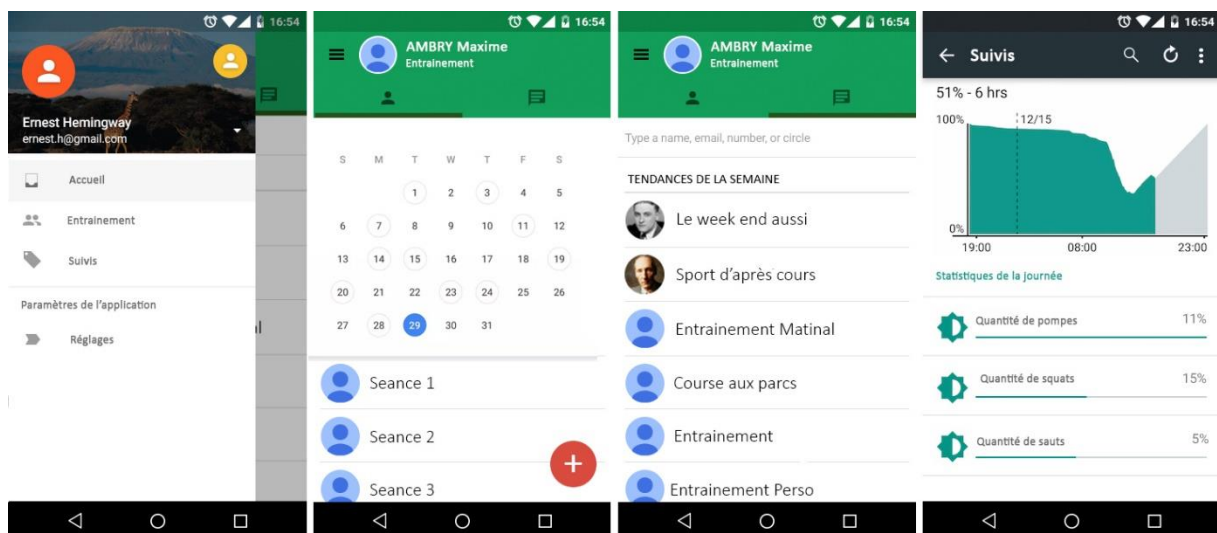 16:54
Ernest Hemingway
ernest.h@gmail.com
Accueil
Entrainement
Suivis
Paramètres de l'application
Réglages
16:54
AMBRY Maxime
Entrainement
S M T W T F S
1 2 3 4 5
6 7 8 9 10 11 12
13 14 15 16 17 18 19
20 21 22 23 24 25 26
27 28 29 30 31
Seance 1
Seance 2
Seance 3
16:54
AMBRY Maxime
Entrainement
Type a name, email, number, or circle
TENDANCES DE LA SEMAINE
Le week end aussi
Sport d'après cours
Entrainement Matinal
Course aux parcs
Entrainement
Entrainement Perso
16:54
Suivis
51% - 6 hrs
100%
12/15
0%
19:00 08:00 23:00
Statistiques de la journée
Quantité de pompes 11%
Quantité de squats 15%
Quantité de sauts 5%